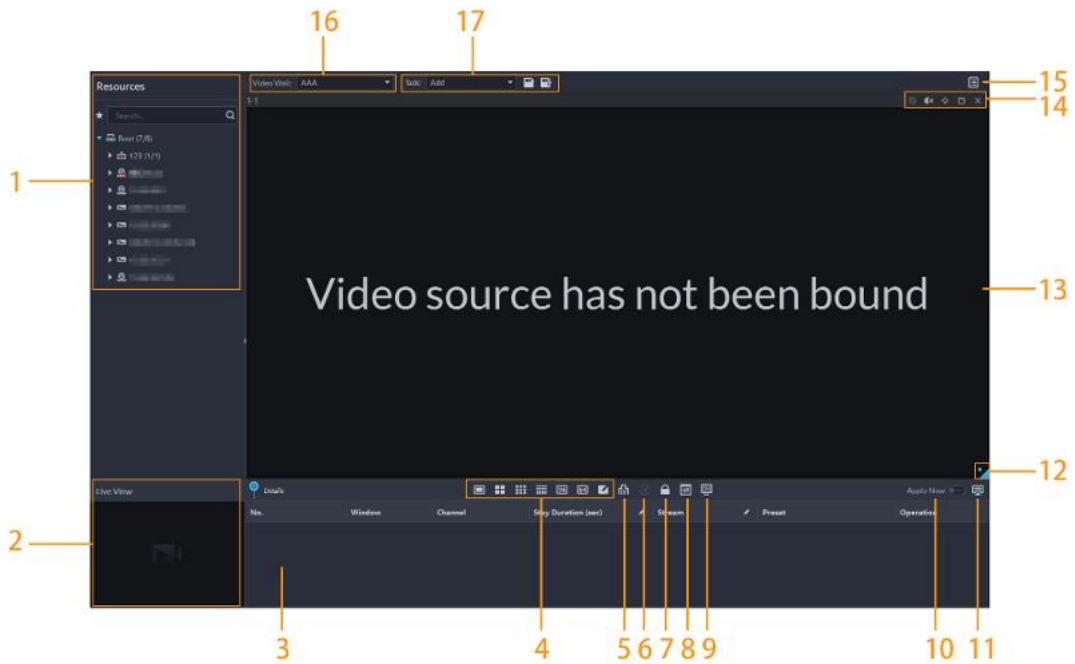 16
17
Resources
Video Wall: AAA
Task: Add
15
1-1
14
Search...
Root (7/8)
123 (1/1)
1
Video source has not been bound
13
12
Live View
Details
Apply Now
No.
Window
Channel
Stay Duration (sec)
Stream
Preset
Operation
2
3
4
5
6
7
8
9
10
11